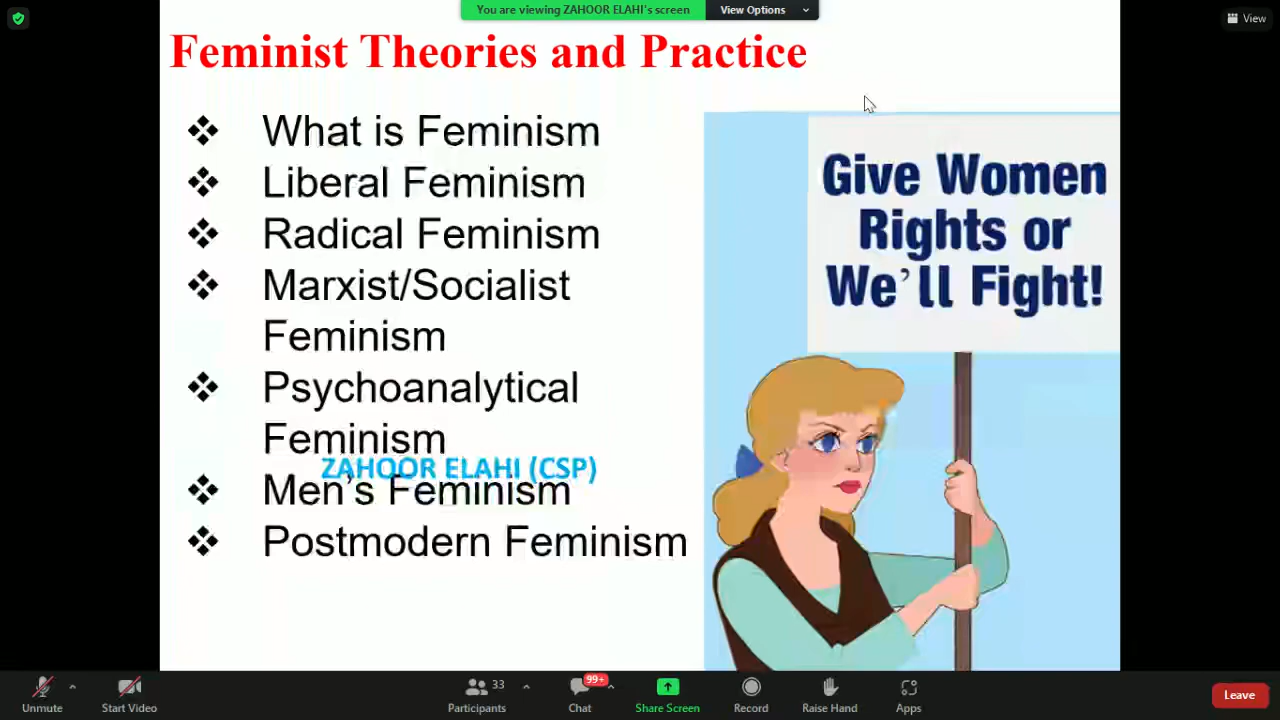 You are viewing ZAHOOR ELAHI's screen
View Options
View
Feminist Theories and Practice
❖ What is Feminism
❖ Liberal Feminism
❖ Radical Feminism
❖ Marxist/Socialist
Feminism
❖ Psychoanalytical
Feminism
ZAHOOR ELAHI (CSP)
❖ Men's Feminism
❖ Postmodern Feminism
Give Women
Rights or
We'll Fight!
Unmute
Start Video
33
Participants
99+
Chat
Share Screen
Record
Raise Hand
Apps
Leave